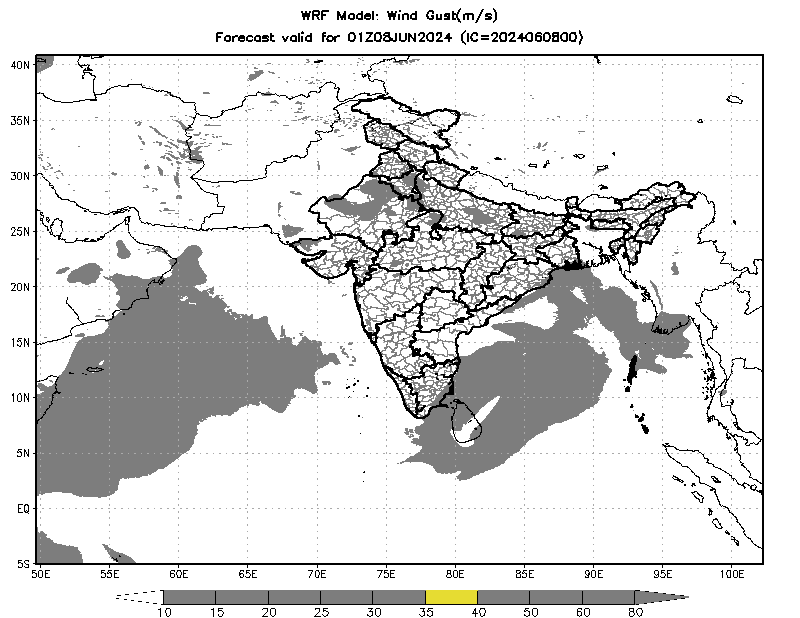 WRF Model: Wind Gust(m/s)
Forecast valid for 01Z08JUN2024 (IC=2024060800)
40N
35N
30N
25N
20N
15N
10N
5N
EQ
5S
50E 55E 60E 65E 70E 75E 80E 85E 90E 95E 100E
10 15 20 25 30 35 40 50 60 80